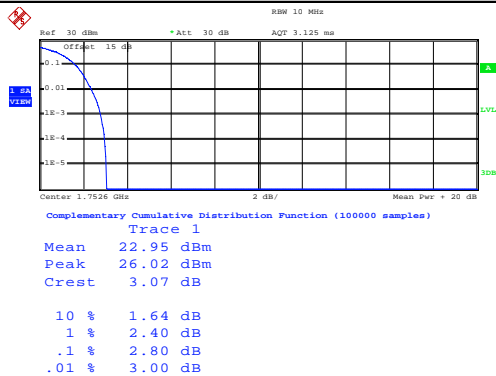 RBW 10 MHz
Ref 30 dBm *Att 30 dB AQT 3.125 ms
Offset 15 dB
0.1
A
0.01
1 SA
VIEW
1E-3
LVL
1E-4
1E-5
3DB
Center 1.7526 GHz 2 dB/ Mean Pwr + 20 dB
Complementary Cumulative Distribution Function (100000 samples)
Trace 1
Mean 22.95 dBm
Peak 26.02 dBm
Crest 3.07 dB
10 % 1.64 dB
1 % 2.40 dB
.1 % 2.80 dB
.01 % 3.00 dB